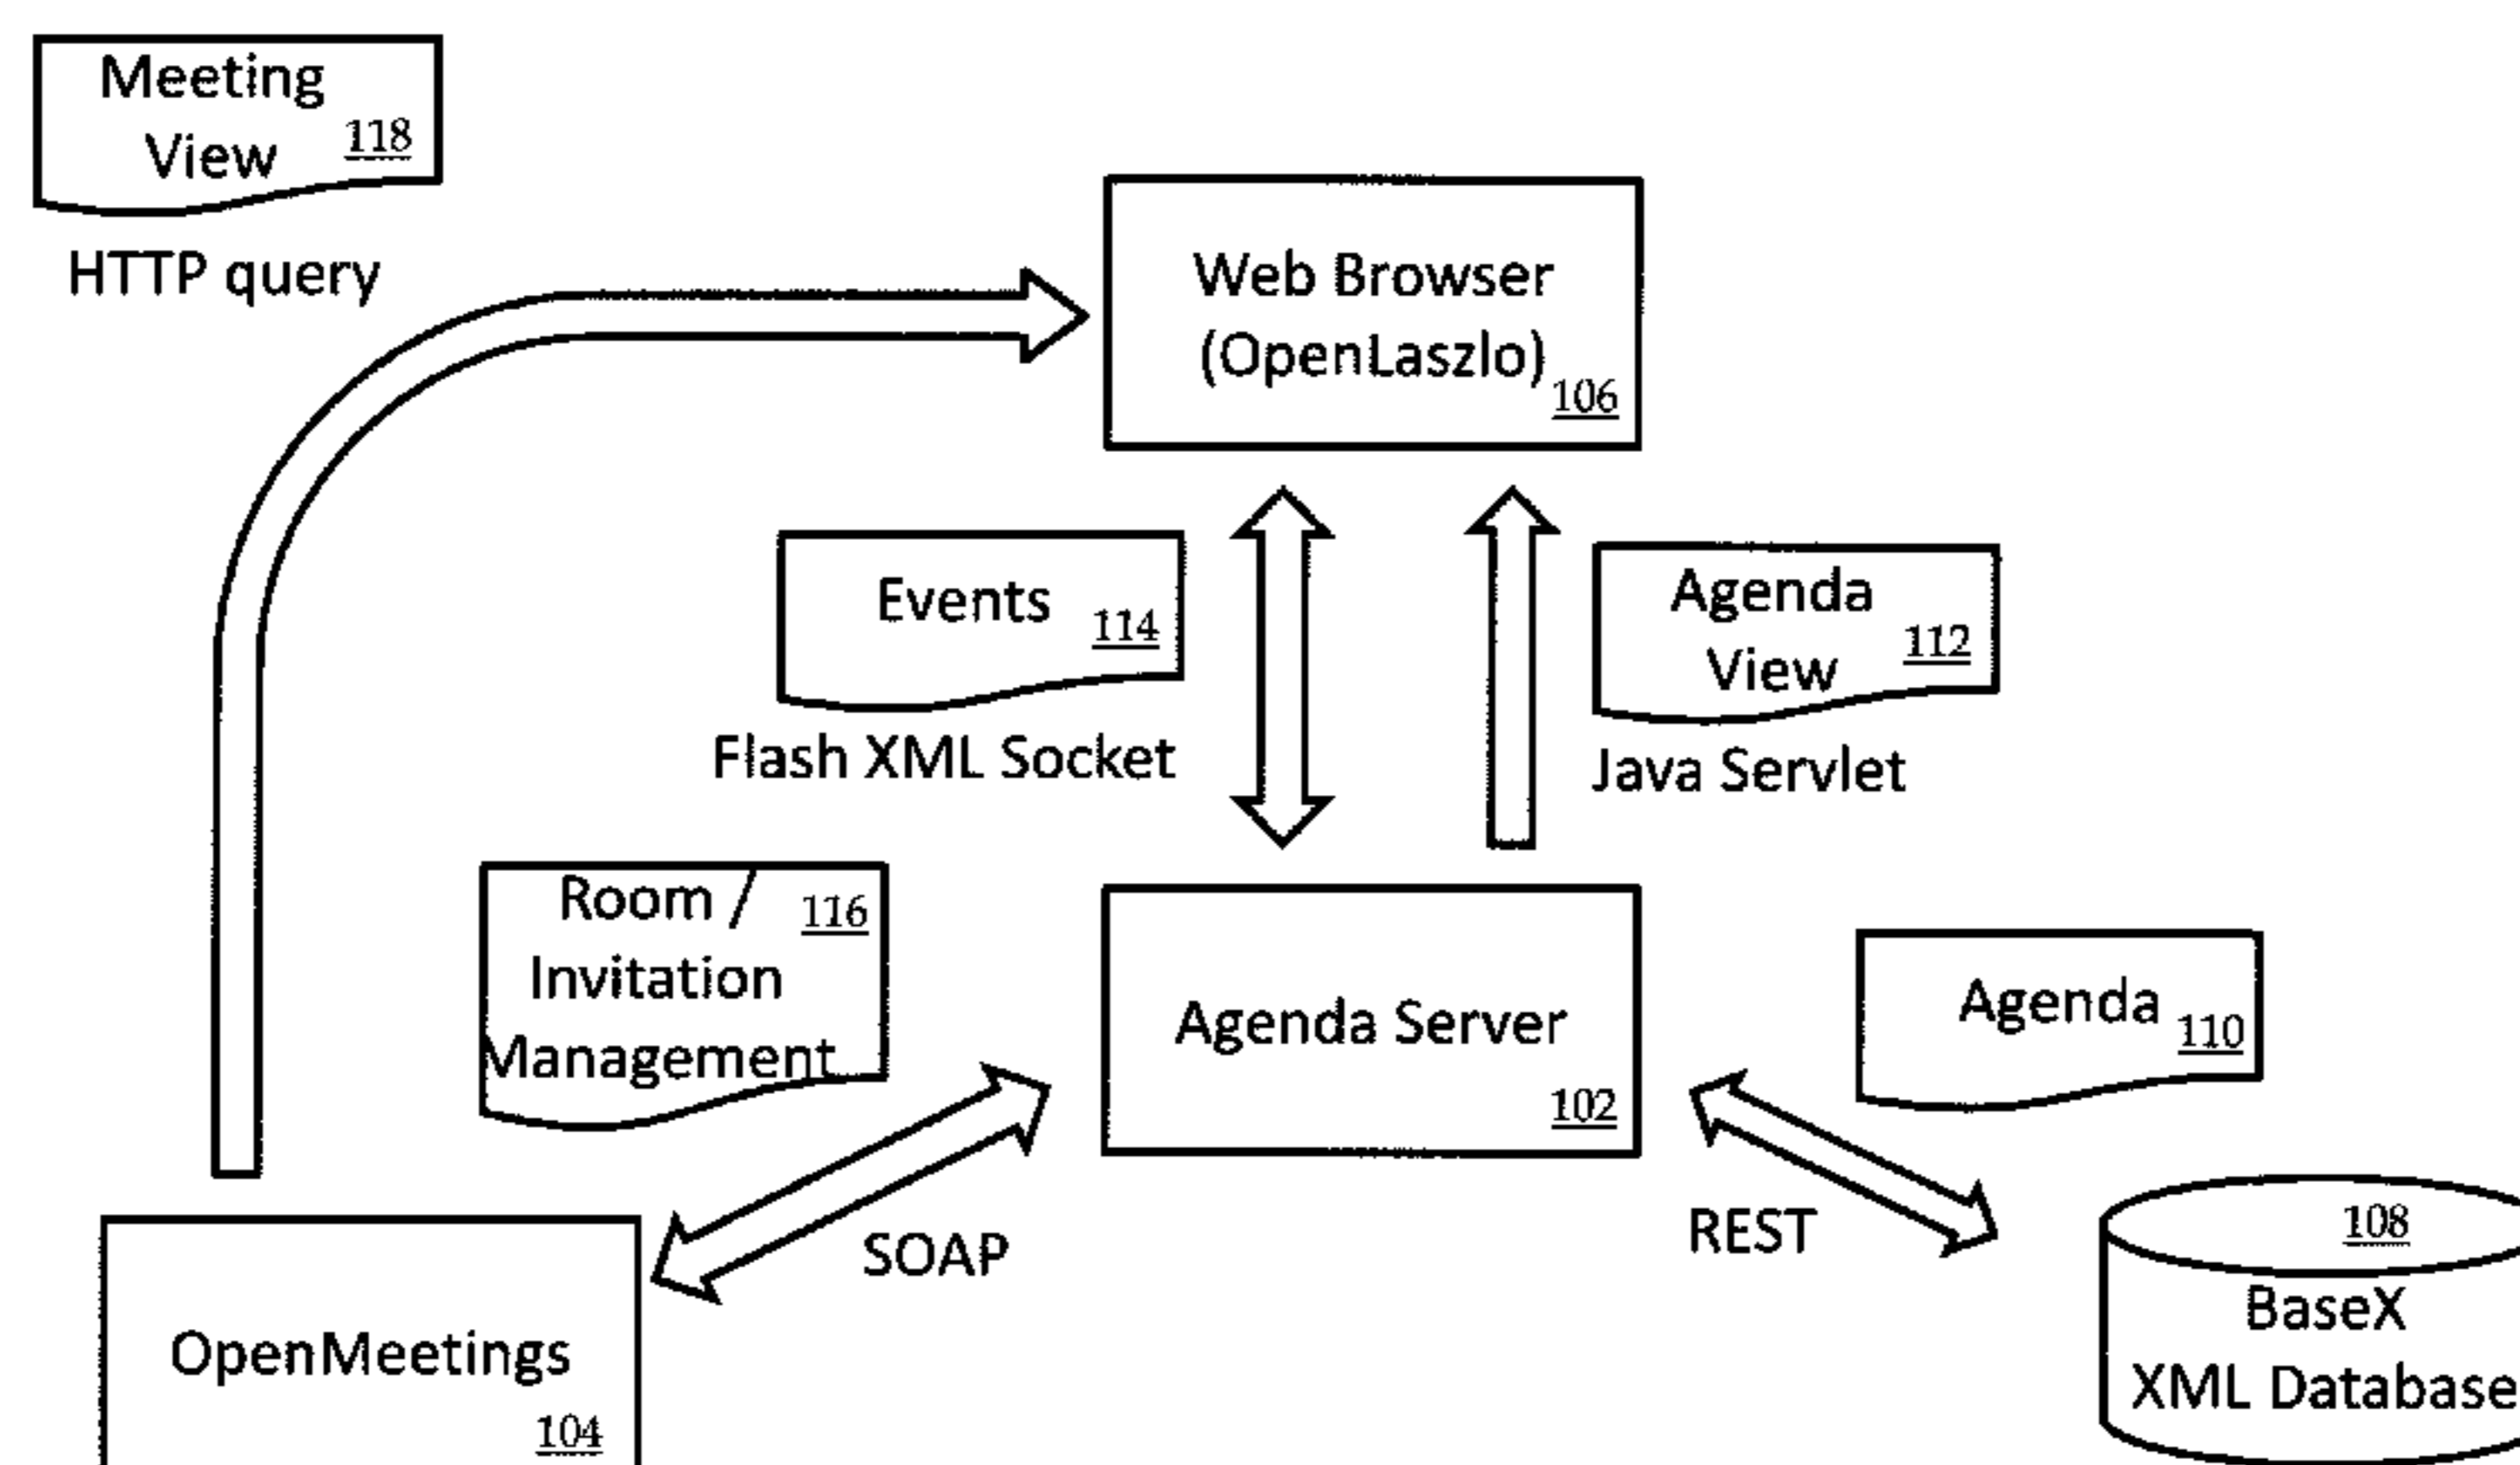 Meeting
View 118
HTTP query
Web Browser
(OpenLaszlo)
106
Events 114
Flash XML Socket
Agenda
View 112
Java Servlet
Room / 116
Invitation
Management
Agenda Server
102
Agenda 110
SOAP
REST
OpenMeetings
104
108
BaseX
XML Database